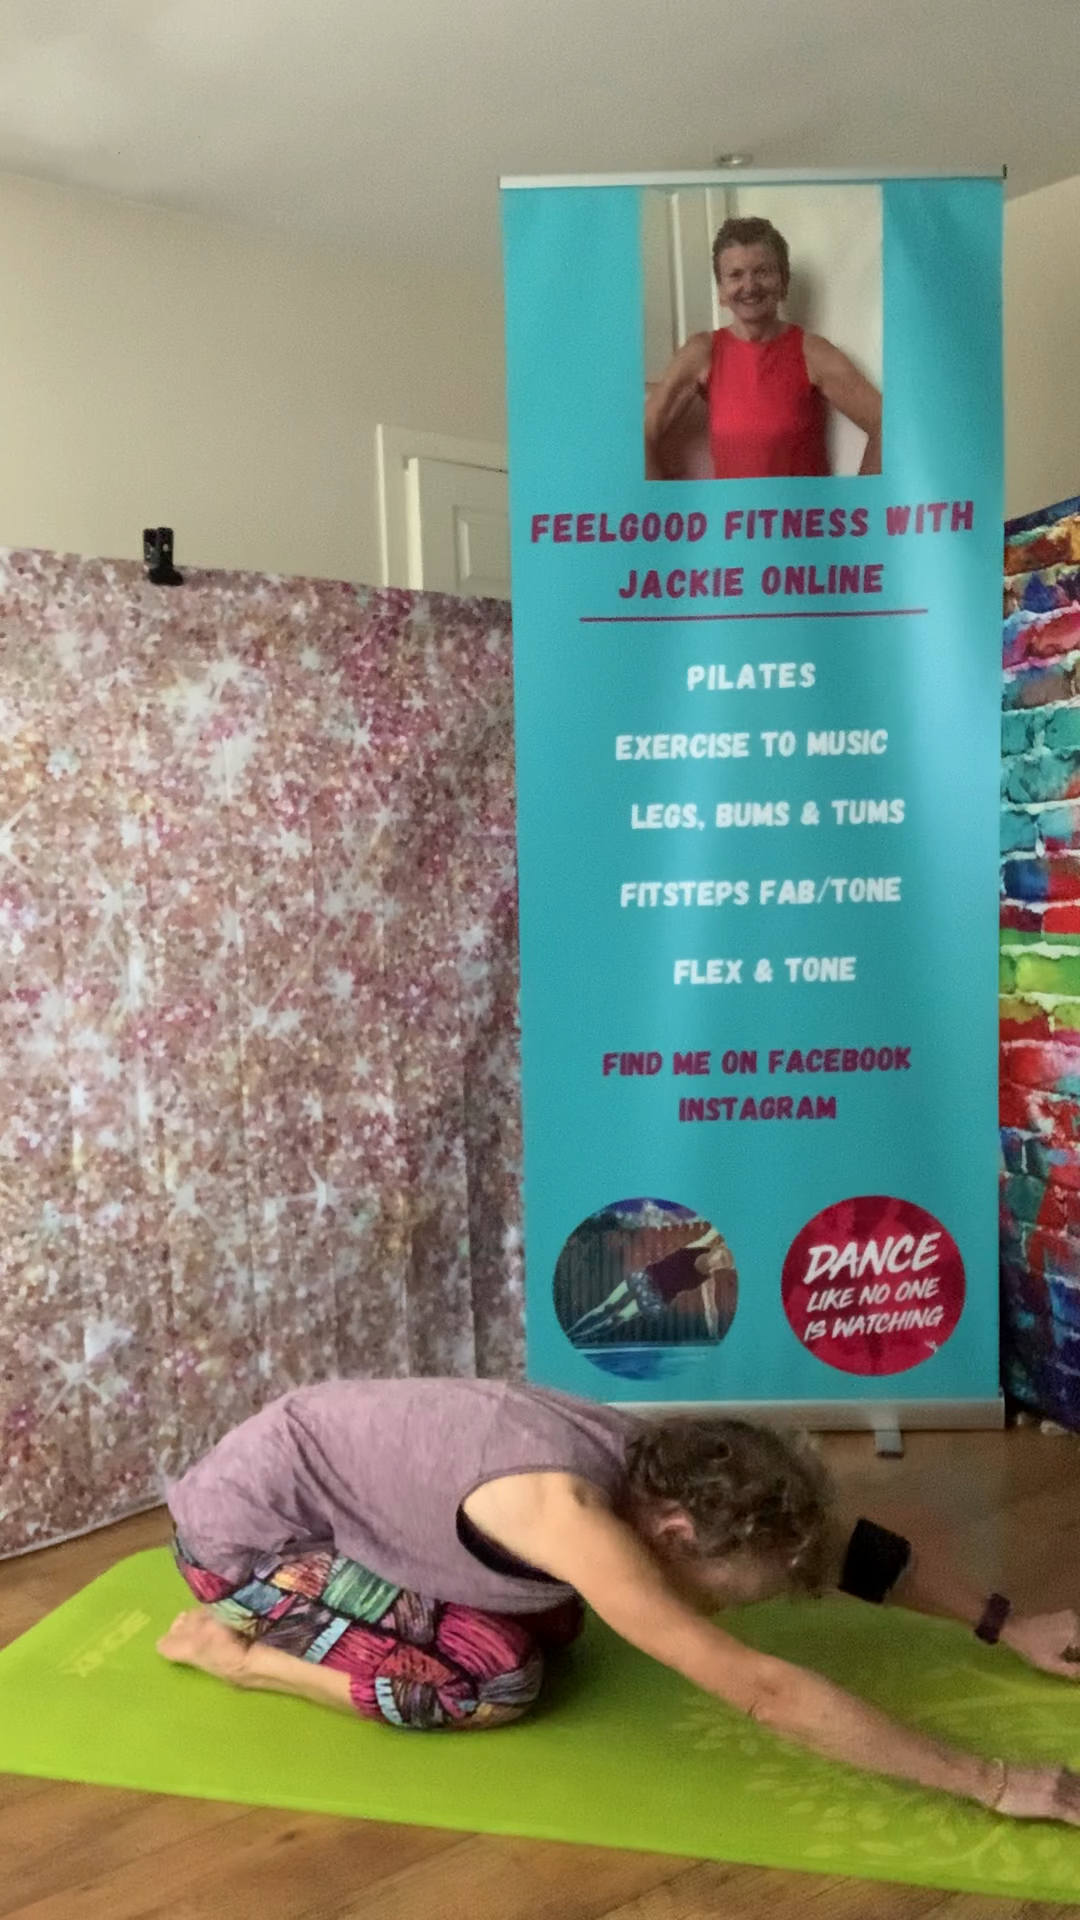 FEELGOOD FITNESS WITH
JACKIE ONLINE
PILATES
EXERCISE TO MUSIC
LEGS, BUMS & TUMS
FITSTEPS FAB/TONE
FLEX & TONE
FIND ME ON FACEBOOK
INSTAGRAM
DANCE
LIKE NO ONE
IS WATCHING